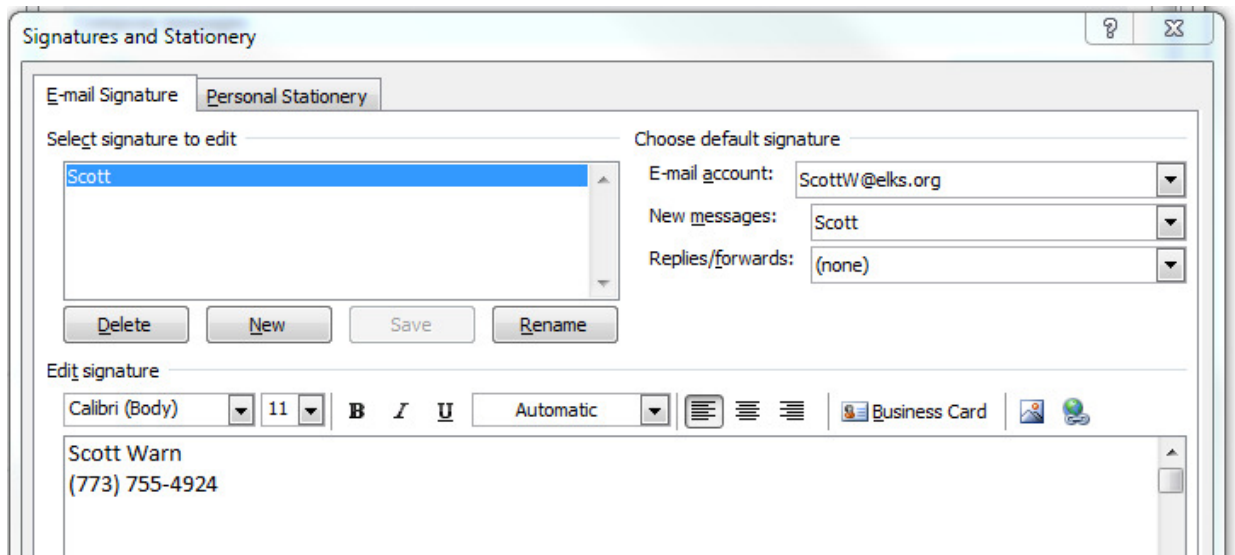 Signatures and Stationery
E-mail Signature
Personal Stationery
Select signature to edit
Scott
Delete
New
Save
Rename
Choose default signature
E-mail account: ScottW@elks.org
New messages: Scott
Replies/forwards: (none)
Edit signature
Calibri (Body) 11 B I U Automatic Business Card
Scott Warn
(773) 755-4924